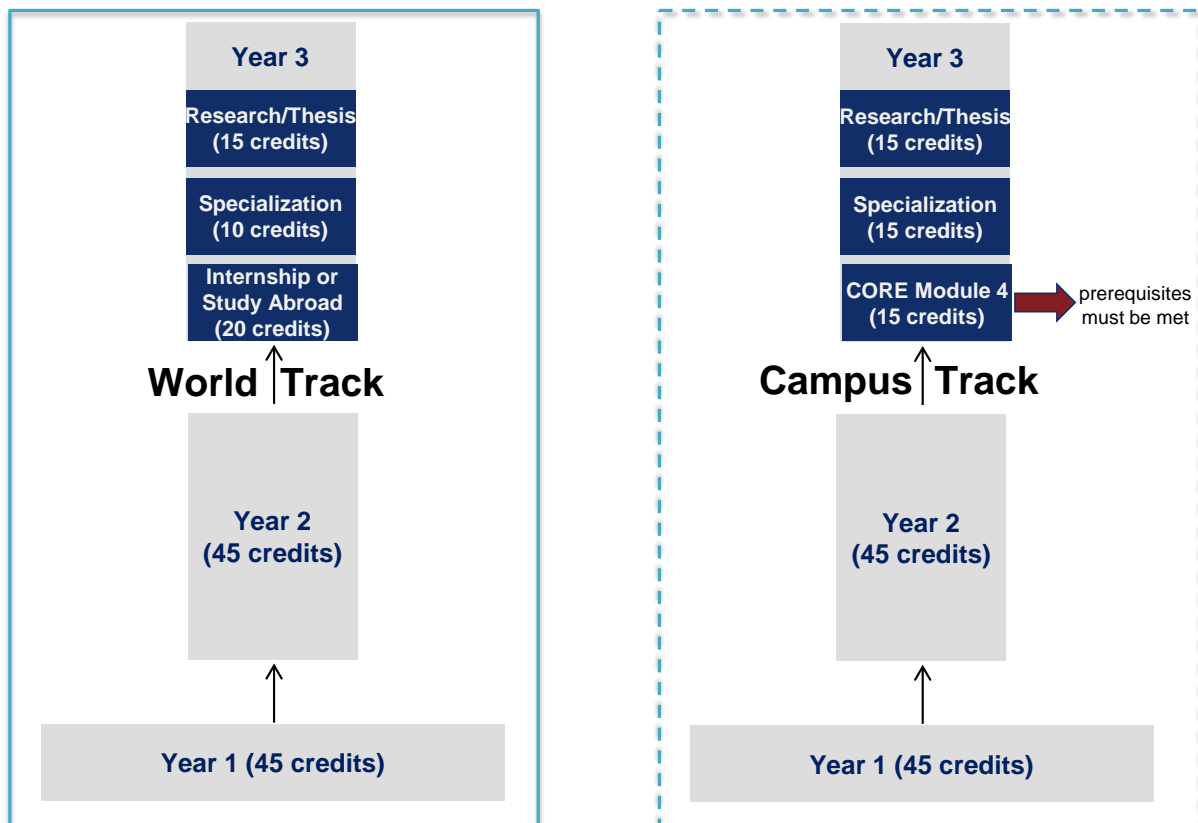 Year 3
Research/Thesis
(15 credits)
Specialization
(10 credits)
Internship or
Study Abroad
(20 credits)
World Track
Year 2
(45 credits)
Year 1 (45 credits)
Year 3
Research/Thesis
(15 credits)
Specialization
(15 credits)
CORE Module 4
(15 credits)
prerequisites
must be met
Campus Track
Year 2
(45 credits)
Year 1 (45 credits)